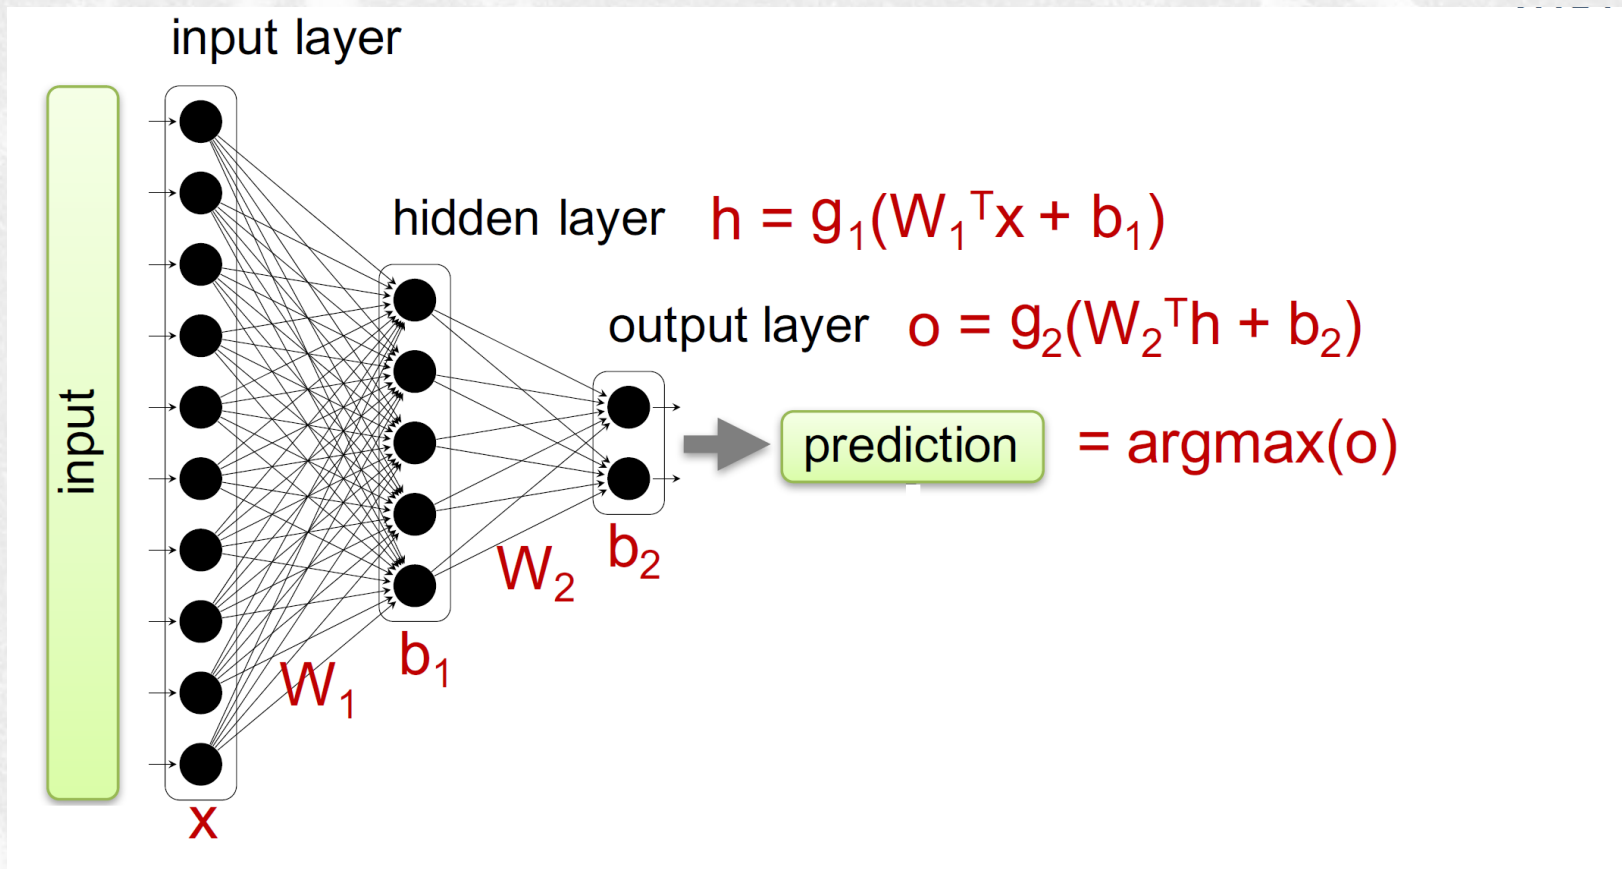 input layer
input
hidden layer h = g₁(W₁ᵀx + b₁)
output layer o = g₂(W₂ᵀh + b₂)
prediction = argmax(o)
W₂ b₂
W₁ b₁
x